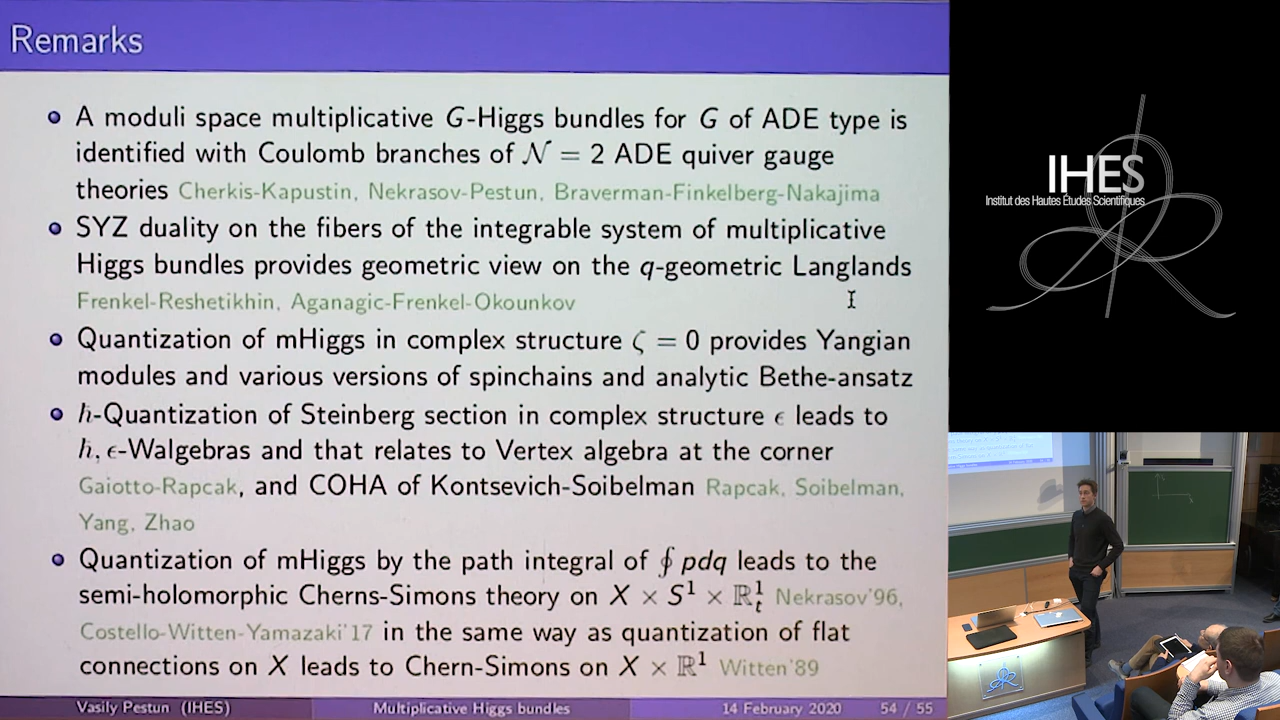 Remarks
A moduli space multiplicative G-Higgs bundles for G of ADE type is
identified with Coulomb branches of 𝒩 = 2 ADE quiver gauge
theories Cherkis-Kapustin, Nekrasov-Pestun, Braverman-Finkelberg-Nakajima
SYZ duality on the fibers of the integrable system of multiplicative
Higgs bundles provides geometric view on the q-geometric Langlands
Frenkel-Reshetikhin, Aganagic-Frenkel-Okounkov
Quantization of mHiggs in complex structure ζ = 0 provides Yangian
modules and various versions of spinchains and analytic Bethe-ansatz
ℏ-Quantization of Steinberg section in complex structure ϵ leads to
ℏ, ϵ-Walgebras and that relates to Vertex algebra at the corner
Gaiotto-Rapcak, and COHA of Kontsevich-Soibelman Rapcak, Soibelman,
Yang, Zhao
Quantization of mHiggs by the path integral of ∮ pdq leads to the
semi-holomorphic Cherns-Simons theory on X × S¹ × ℝ¹ₜ Nekrasov'96,
Costello-Witten-Yamazaki'17 in the same way as quantization of flat
connections on X leads to Chern-Simons on X × ℝ¹ Witten'89
Vasily Pestun (IHES) Multiplicative Higgs bundles 14 February 2020 54 / 55
IHES
Institut des Hautes Études Scientifiques